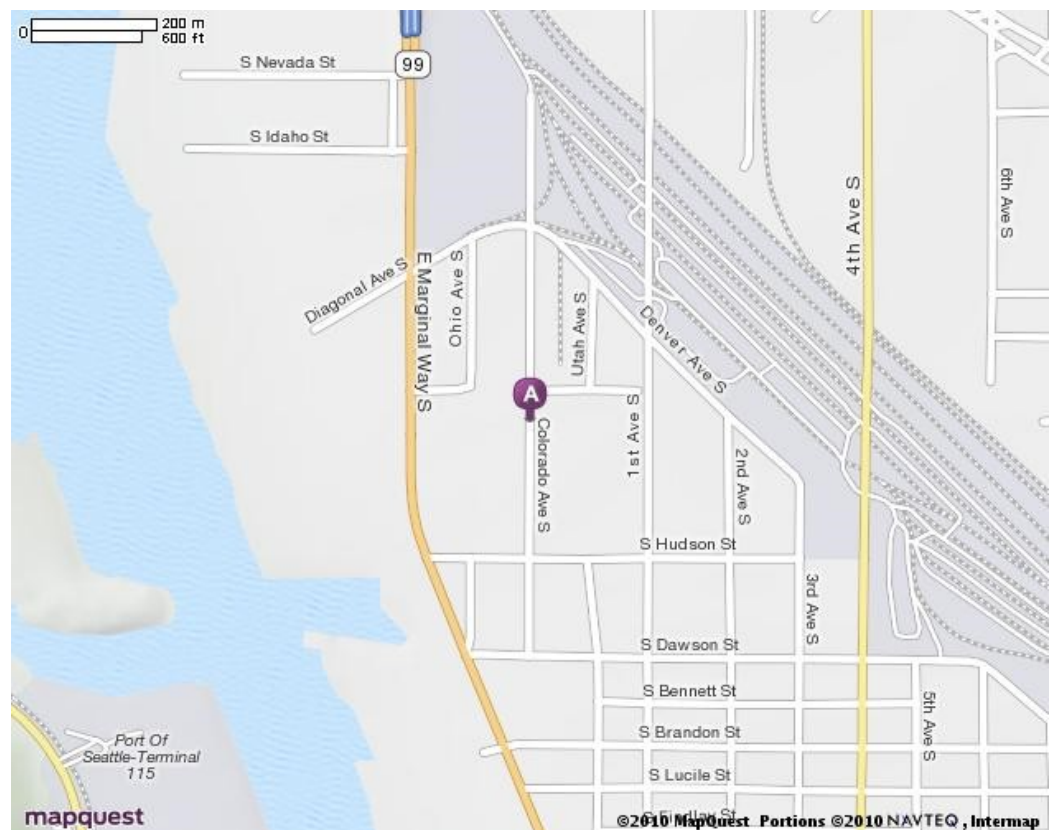 0
200 m
600 ft
S Nevada St
99
S Idaho St
6th Ave S
4th Ave S
Diagonal Ave S
E Marginal Way S
Ohio Ave S
Utah Ave S
Denver Ave S
A
1st Ave S
Colorado Ave S
2nd Ave S
S Hudson St
3rd Ave S
S Dawson St
S Bennett St
5th Ave S
S Brandon St
Port Of
Seattle-Terminal
115
S Lucile St
S Findlay St
mapquest
©2010 MapQuest Portions ©2010 NAVTEQ, Intermap